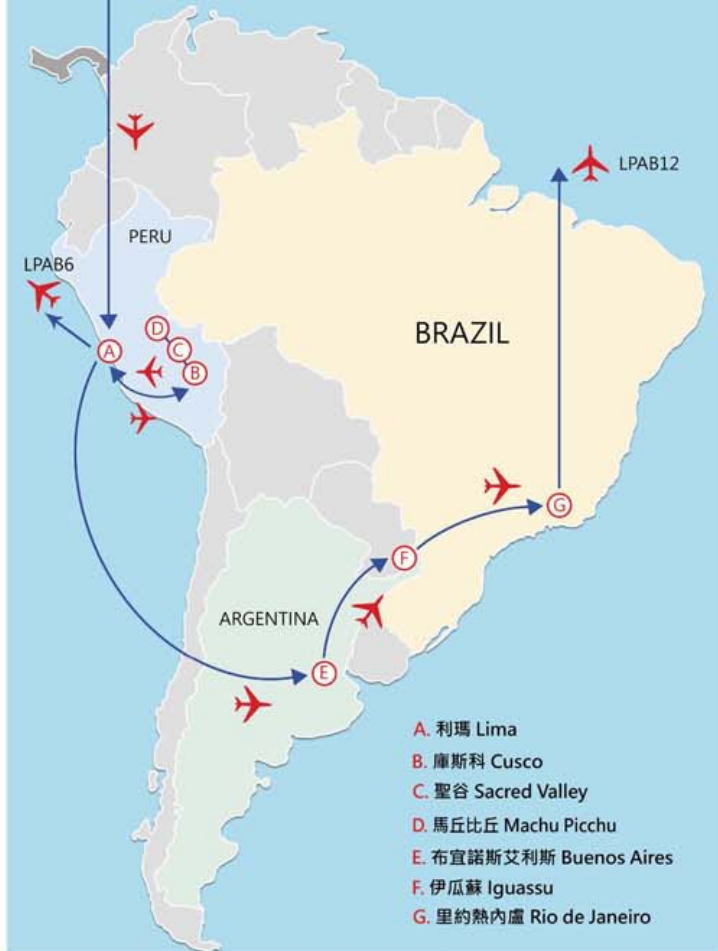 LPAB12
PERU
LPAB6
BRAZIL
D
C
A
B
G
F
ARGENTINA
E
A. 利瑪 Lima
B. 庫斯科 Cusco
C. 聖谷 Sacred Valley
D. 馬丘比丘 Machu Picchu
E. 布宜諾斯艾利斯 Buenos Aires
F. 伊瓜蘇 Iguassu
G. 里約熱內盧 Rio de Janeiro